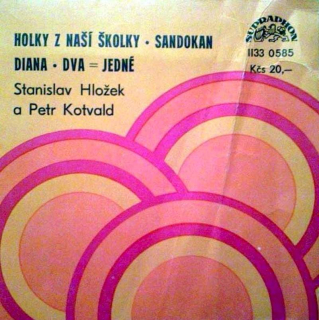 HOLKY Z NAŠÍ ŠKOLKY • SANDOKAN
DIANA • DVA = JEDNÉ
Stanislav Hložek
a Petr Kotvald
SUPRAPHON
1133 0585
Kčs 20,—